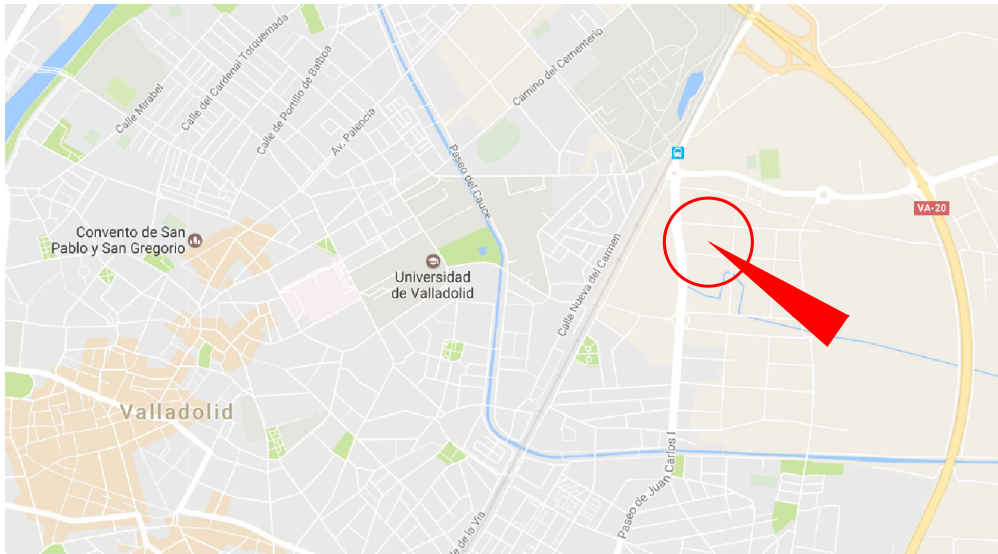 Calle Mirabel
Calle del Cardenal Torquemada
Calle de Portillo de Balboa
Av. Palencia
Camino del Cementerio
Paseo del Cauce
VA-20
Convento de San
Pablo y San Gregorio
Universidad
de Valladolid
Calle Nueva del Carmen
Valladolid
Paseo de Juan Carlos I
le de la Vía